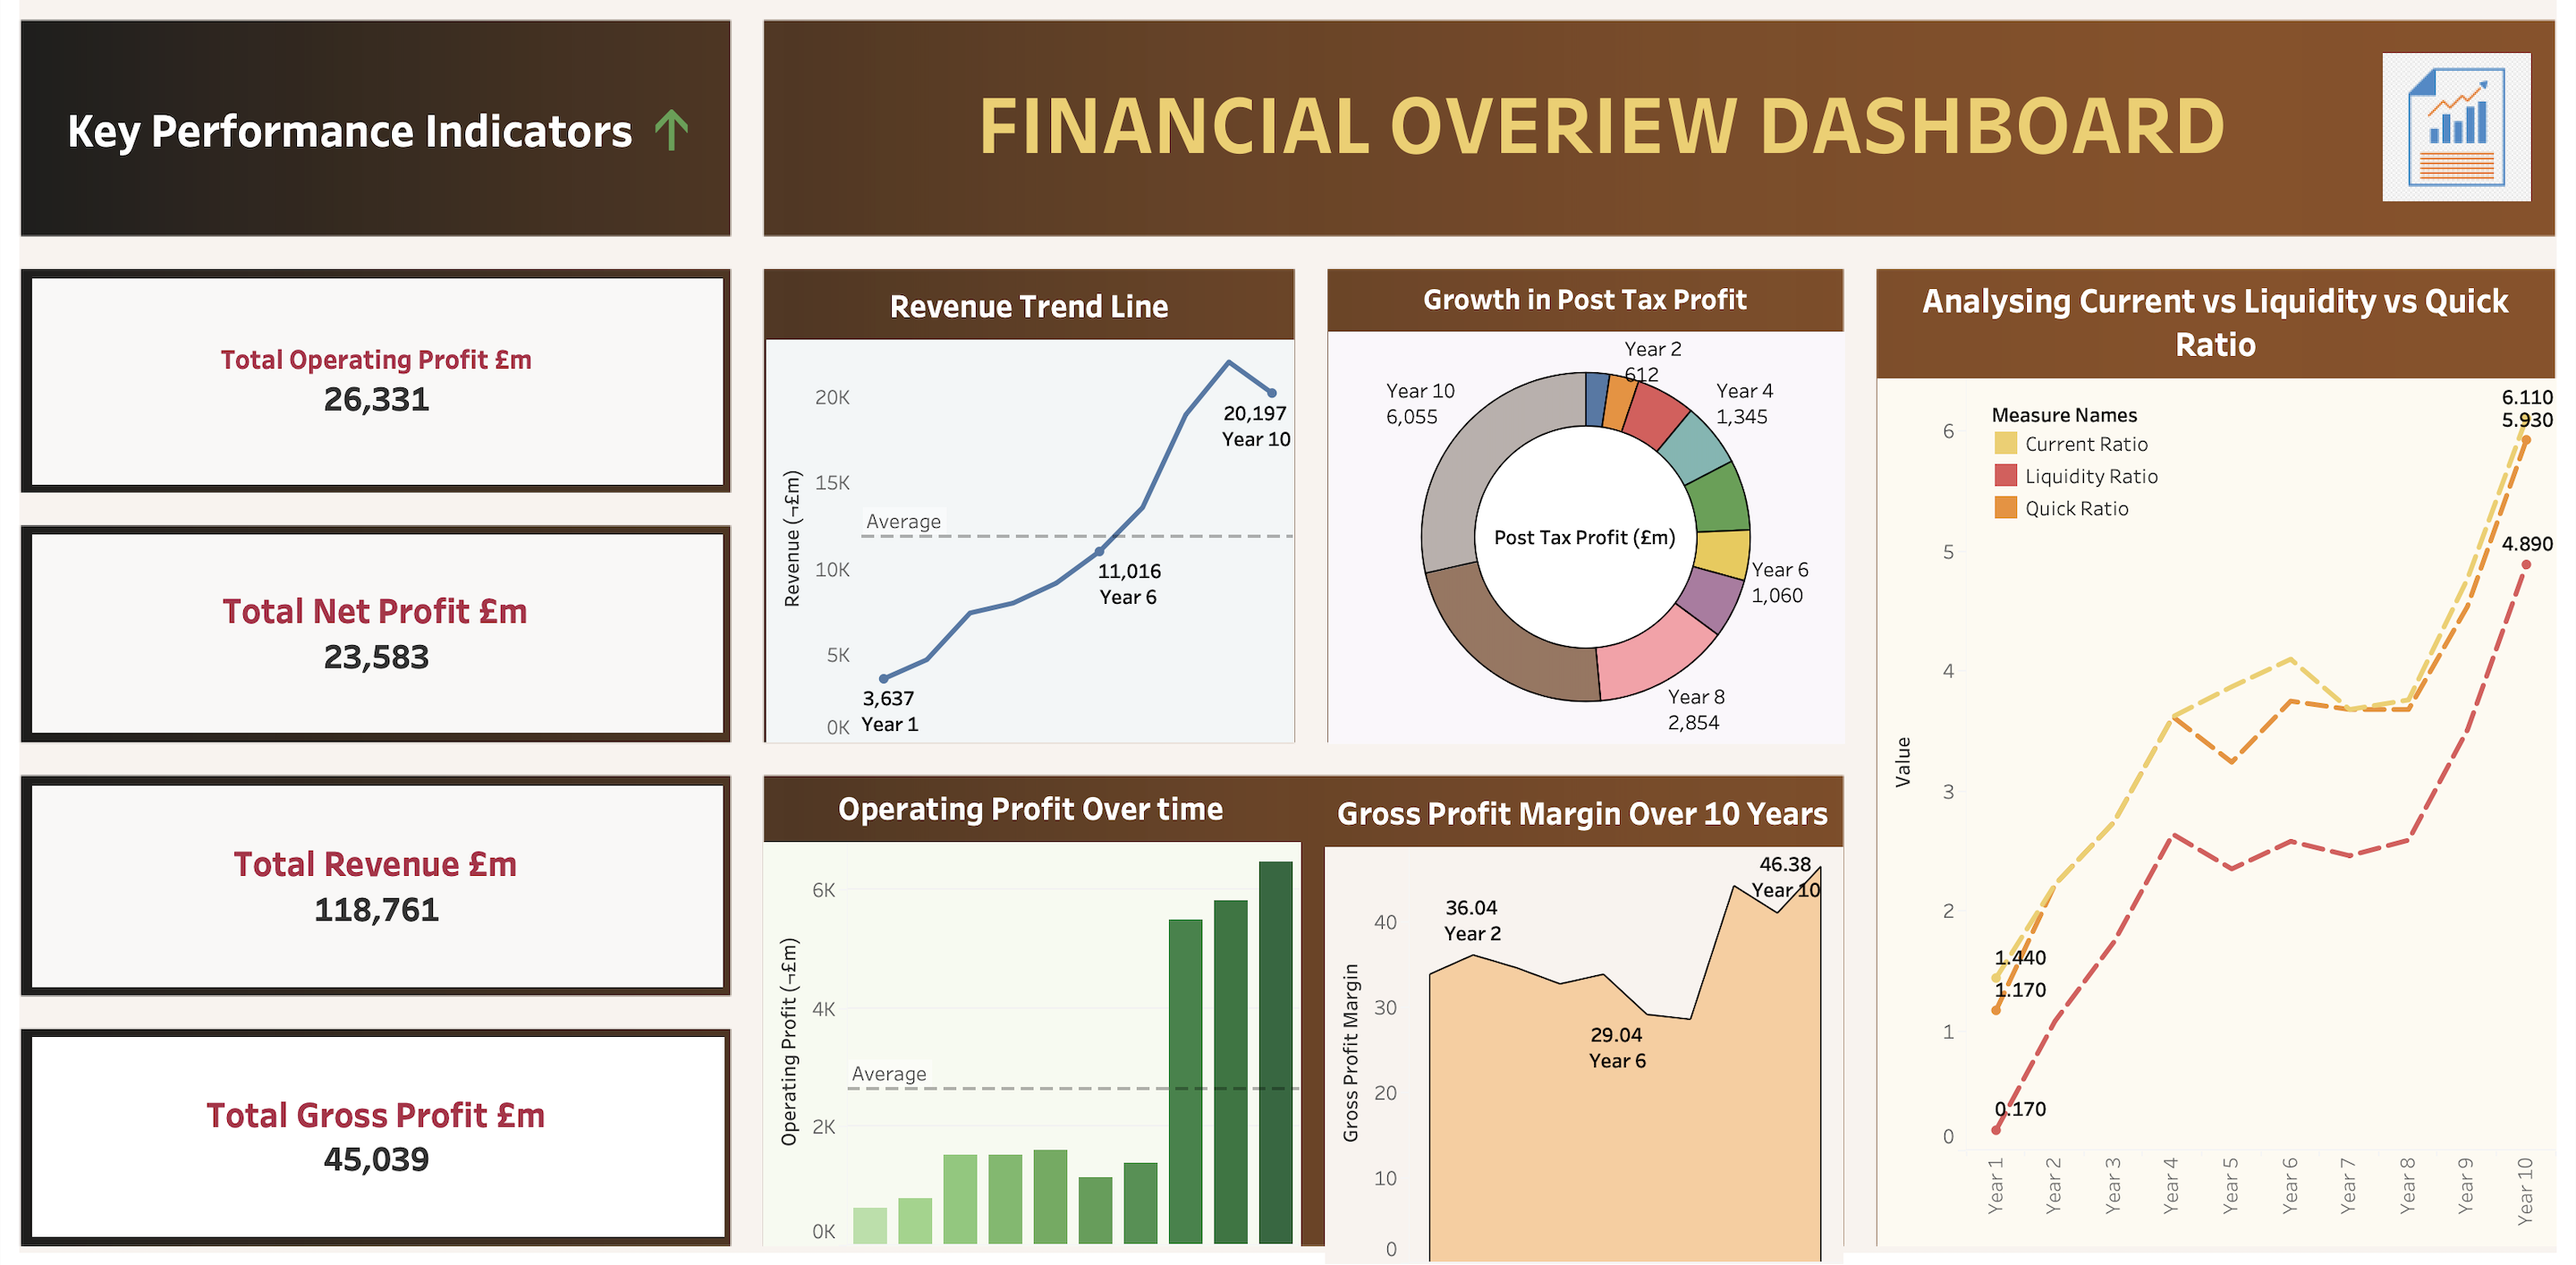 Key Performance Indicators ↑
FINANCIAL OVERIEW DASHBOARD
Total Operating Profit £m
26,331
Total Net Profit £m
23,583
Total Revenue £m
118,761
Total Gross Profit £m
45,039
Revenue Trend Line
Revenue (¬£m)
20K
15K
10K
5K
0K
Average
20,197
Year 10
11,016
Year 6
3,637
Year 1
Growth in Post Tax Profit
Year 2
612
Year 4
1,345
Year 6
1,060
Year 8
2,854
Year 10
6,055
Post Tax Profit (£m)
Operating Profit Over time
Operating Profit (¬£m)
6K
4K
2K
0K
Average
Gross Profit Margin Over 10 Years
Gross Profit Margin
40
30
20
10
0
36.04
Year 2
29.04
Year 6
46.38
Year 10
Analysing Current vs Liquidity vs Quick
Ratio
Measure Names
Current Ratio
Liquidity Ratio
Quick Ratio
Value
6
5
4
3
2
1
0
6.110
5.930
4.890
1.440
1.170
0.170
Year 1
Year 2
Year 3
Year 4
Year 5
Year 6
Year 7
Year 8
Year 9
Year 10